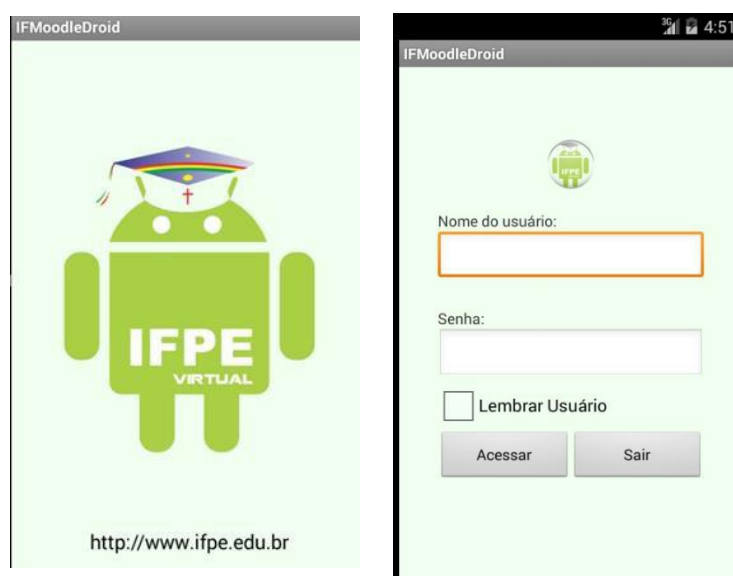 IFMoodleDroid
IFPE
VIRTUAL
http://www.ifpe.edu.br
3G 4:51
IFMoodleDroid
IFPE
Nome do usuário:
Senha:
Lembrar Usuário
Acessar Sair